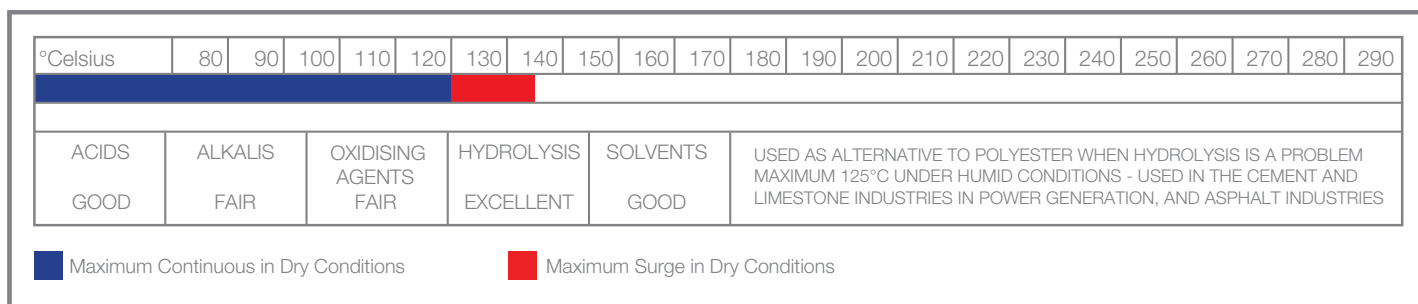 °Celsius 80 90 100 110 120 130 140 150 160 170 180 190 200 210 220 230 240 250 260 270 280 290
ACIDS
GOOD
ALKALIS
FAIR
OXIDISING
AGENTS
FAIR
HYDROLYSIS
EXCELLENT
SOLVENTS
GOOD
USED AS ALTERNATIVE TO POLYESTER WHEN HYDROLYSIS IS A PROBLEM
MAXIMUM 125°C UNDER HUMID CONDITIONS - USED IN THE CEMENT AND
LIMESTONE INDUSTRIES IN POWER GENERATION, AND ASPHALT INDUSTRIES
Maximum Continuous in Dry Conditions
Maximum Surge in Dry Conditions